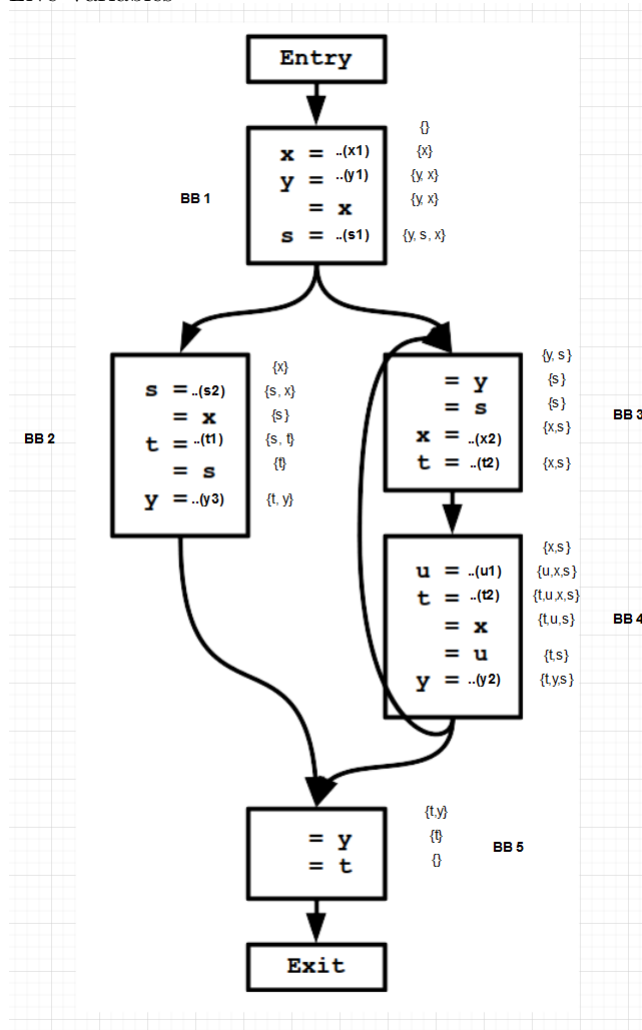 Entry
{}
x = ..(x1) {x}
y = ..(y1) {y, x}
BB 1
= x {y, x}
s = ..(s1) {y, s, x}
{y, s}
{x}
= y {s}
s = ..(s2) {s, x}
= s {s}
BB 3
= x {s}
x = ..(x2) {x,s}
BB 2
t = ..(t1) {s, t}
t = ..(t2) {x,s}
= s {t}
y = ..(y3) {t, y}
{x,s}
u = ..(u1) {u,x,s}
t = ..(t2) {t,u,x,s}
= x {t,u,s}
BB 4
= u {t,s}
y = ..(y2) {t,y,s}
{t,y}
= y {t}
BB 5
= t {}
Exit